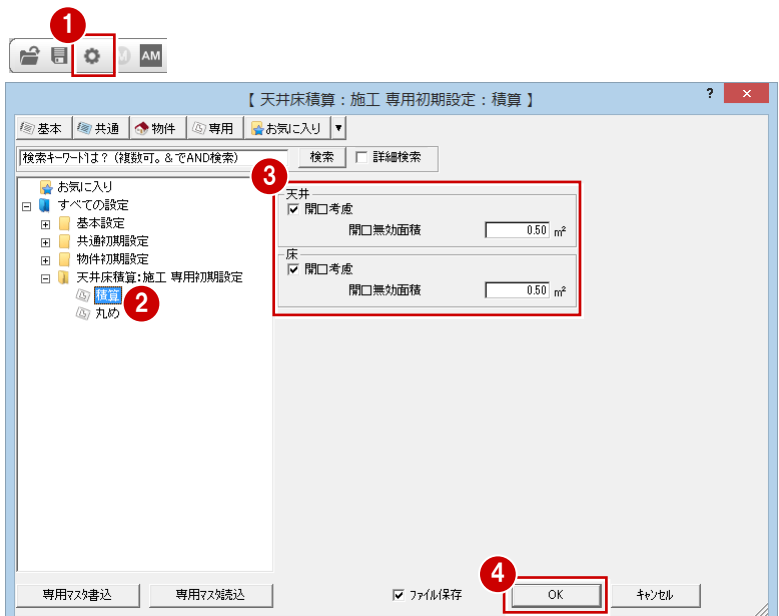 1
AM
【 天井床積算：施工 専用初期設定：積算 】
? ×
基本 共通 物件 専用 お気に入り ▼
検索キーワードは？（複数可。& でAND検索） 検索 詳細検索
お気に入り
すべての設定
基本設定
共通初期設定
物件初期設定
天井床積算:施工 専用初期設定
積算
丸め
2
3
天井
開口考慮
開口無効面積 0.50 m²
床
開口考慮
開口無効面積 0.50 m²
4
専用マスタ書込 専用マスタ読込 ファイル保存 OK キャンセル